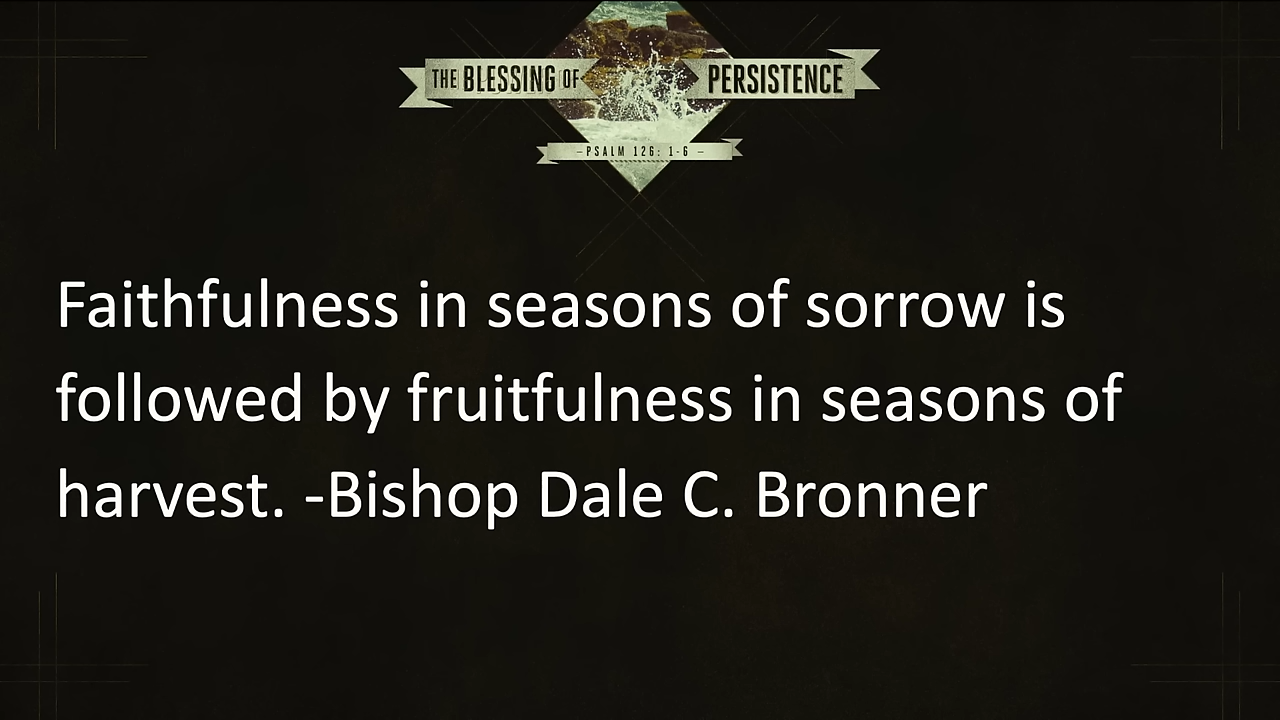 THE BLESSING OF PERSISTENCE
–PSALM 126: 1-6 –
Faithfulness in seasons of sorrow is
followed by fruitfulness in seasons of
harvest. -Bishop Dale C. Bronner